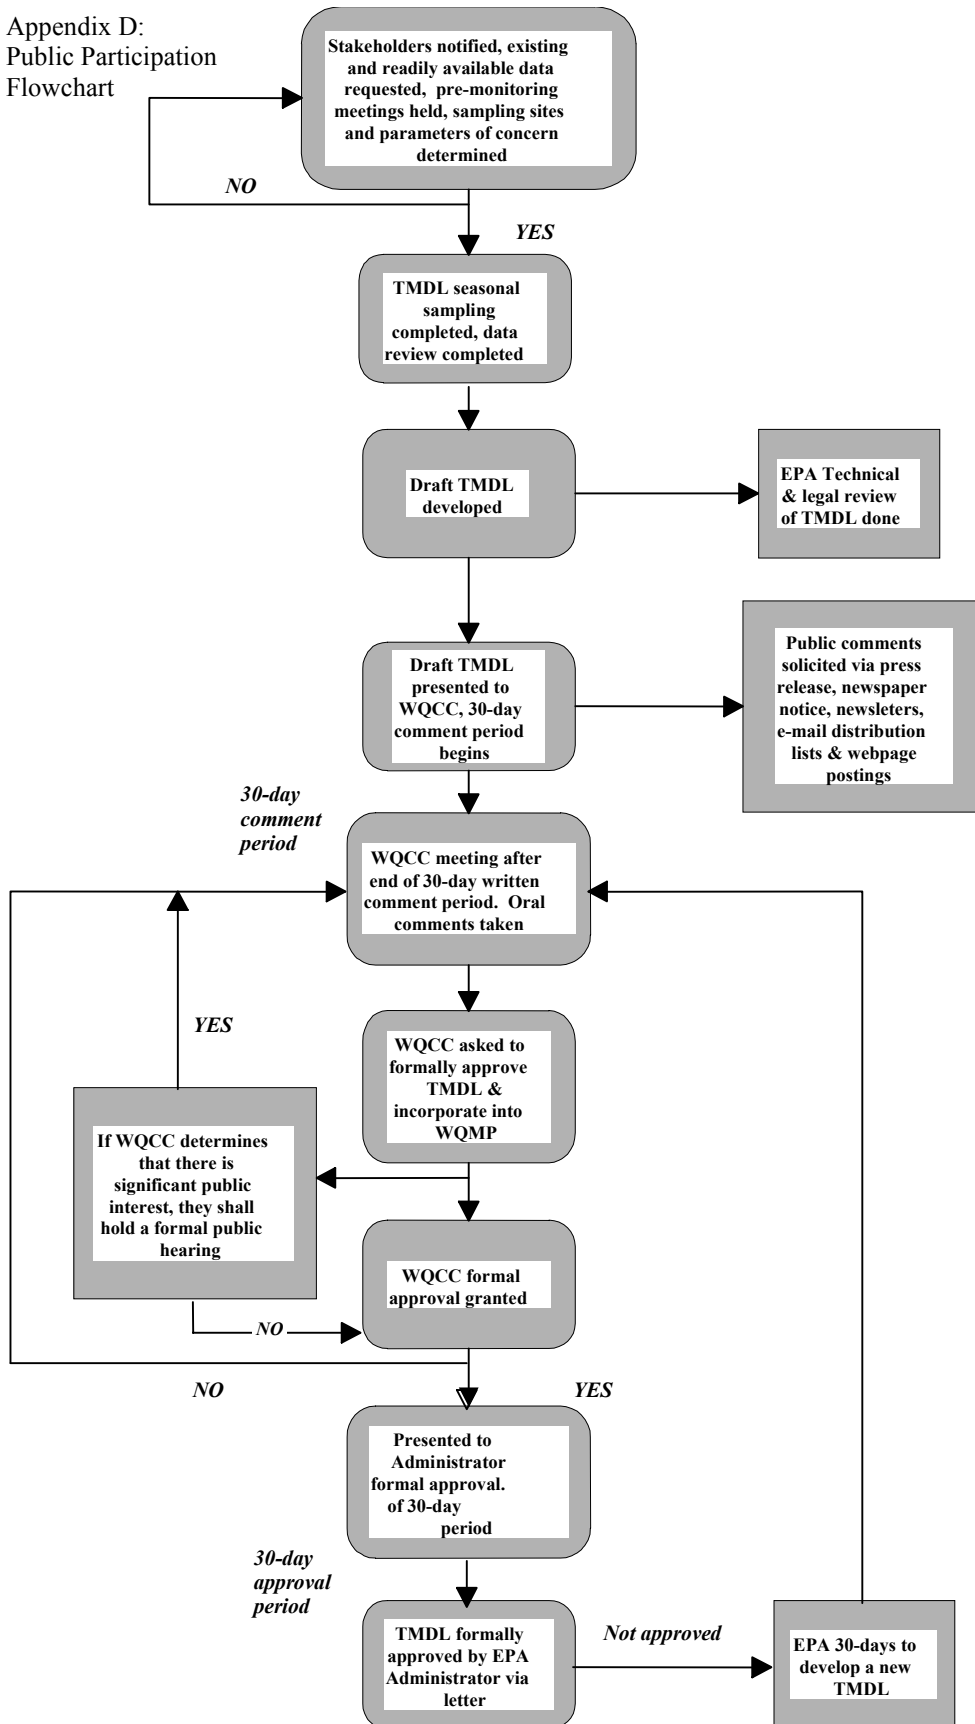 Appendix D:
Public Participation
Flowchart
Stakeholders notified, existing
and readily available data
requested, pre-monitoring
meetings held, sampling sites
and parameters of concern
determined
NO
YES
TMDL seasonal
sampling
completed, data
review completed
Draft TMDL
developed
EPA Technical
& legal review
of TMDL done
Draft TMDL
presented to
WQCC, 30-day
comment period
begins
Public comments
solicited via press
release, newspaper
notice, newsleters,
e-mail distribution
lists & webpage
postings
30-day
comment
period
WQCC meeting after
end of 30-day written
comment period. Oral
comments taken
YES
WQCC asked to
formally approve
TMDL &
incorporate into
WQMP
If WQCC determines
that there is
significant public
interest, they shall
hold a formal public
hearing
WQCC formal
approval granted
NO
NO
YES
Presented to
Administrator
formal approval.
of 30-day
period
30-day
approval
period
TMDL formally
approved by EPA
Administrator via
letter
Not approved
EPA 30-days to
develop a new
TMDL